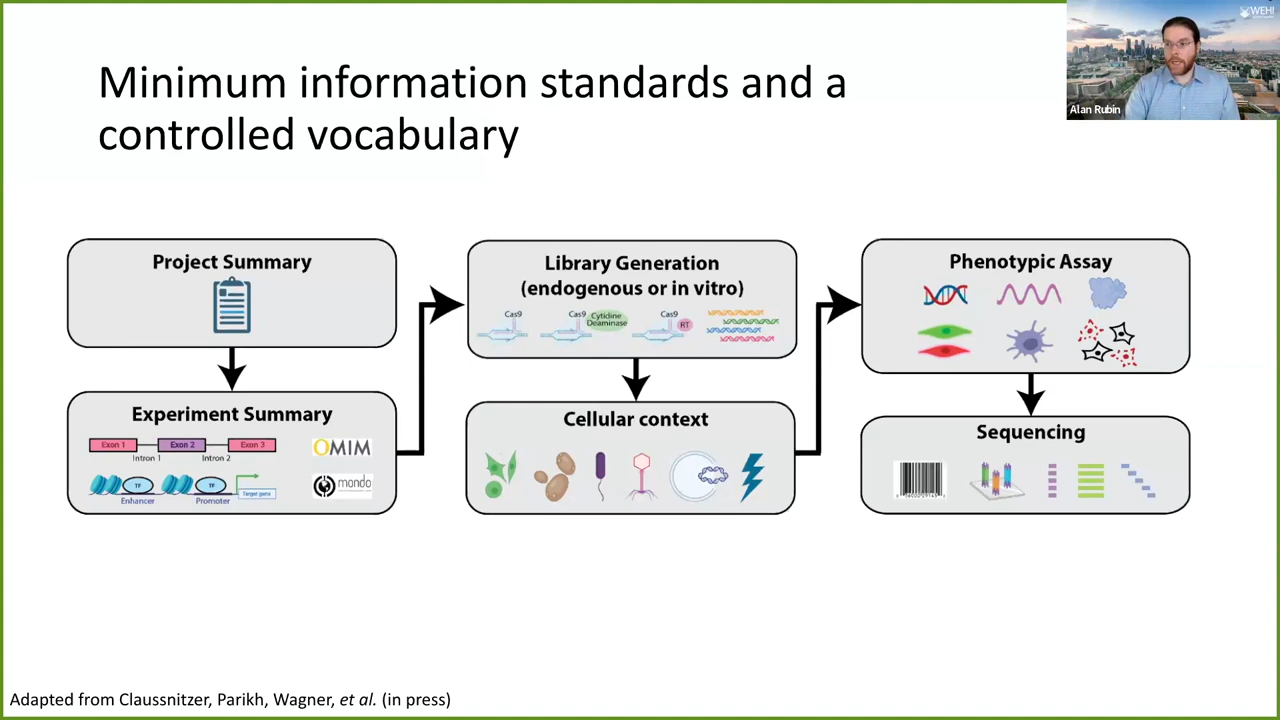 Minimum information standards and a
controlled vocabulary
WEHI
Alan Rubin
Project Summary
Experiment Summary
Exon 1
Exon 2
Exon 3
Intron 1
Intron 2
TF
TF
Enhancer
Promoter
Target gene
OMIM
mondo
Library Generation
(endogenous or in vitro)
Cas9
Cas9
Cytidine
Deaminase
Cas9
RT
Cellular context
Phenotypic Assay
Sequencing
Adapted from Claussnitzer, Parikh, Wagner, et al. (in press)